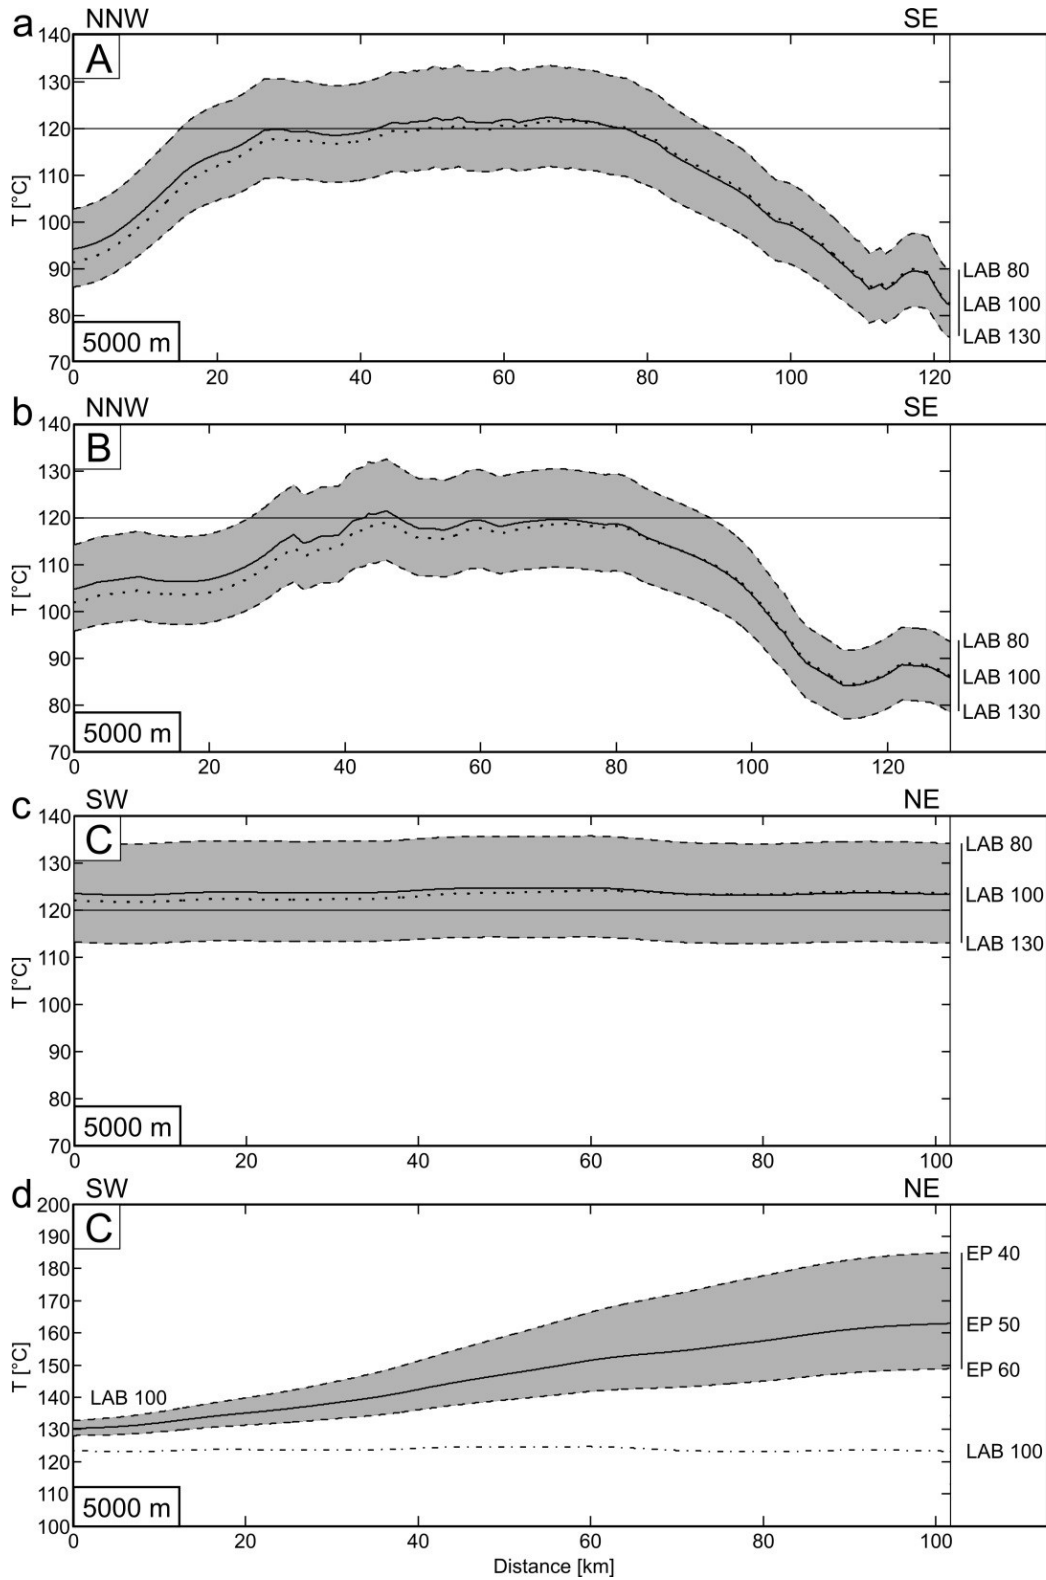 a NNW SE
A
140
130
120
110
100
90
80
70
T [°C]
5000 m
LAB 80
LAB 100
LAB 130
0 20 40 60 80 100 120
b NNW SE
B
140
130
120
110
100
90
80
70
T [°C]
5000 m
LAB 80
LAB 100
LAB 130
0 20 40 60 80 100 120
c SW NE
C
140
130
120
110
100
90
80
70
T [°C]
5000 m
LAB 80
LAB 100
LAB 130
0 20 40 60 80 100
d SW NE
C
200
190
180
170
160
150
140
130
120
110
100
T [°C]
LAB 100
5000 m
EP 40
EP 50
EP 60
LAB 100
0 20 40 60 80 100
Distance [km]